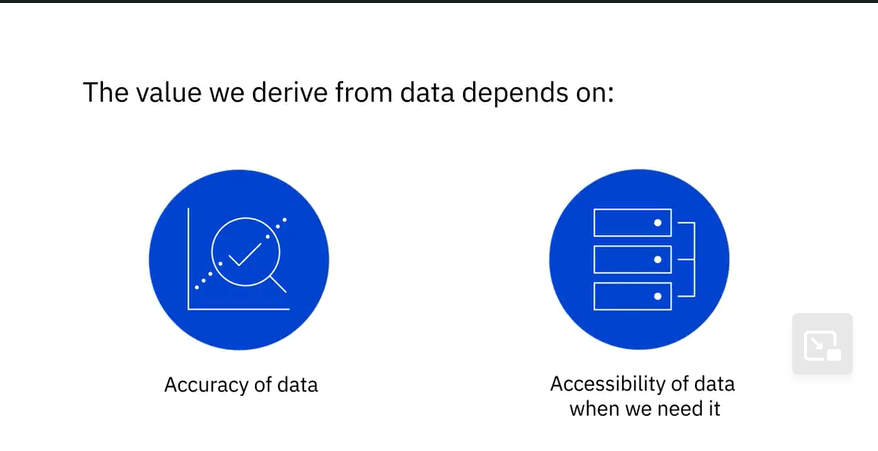 The value we derive from data depends on:
Accuracy of data
Accessibility of data
when we need it